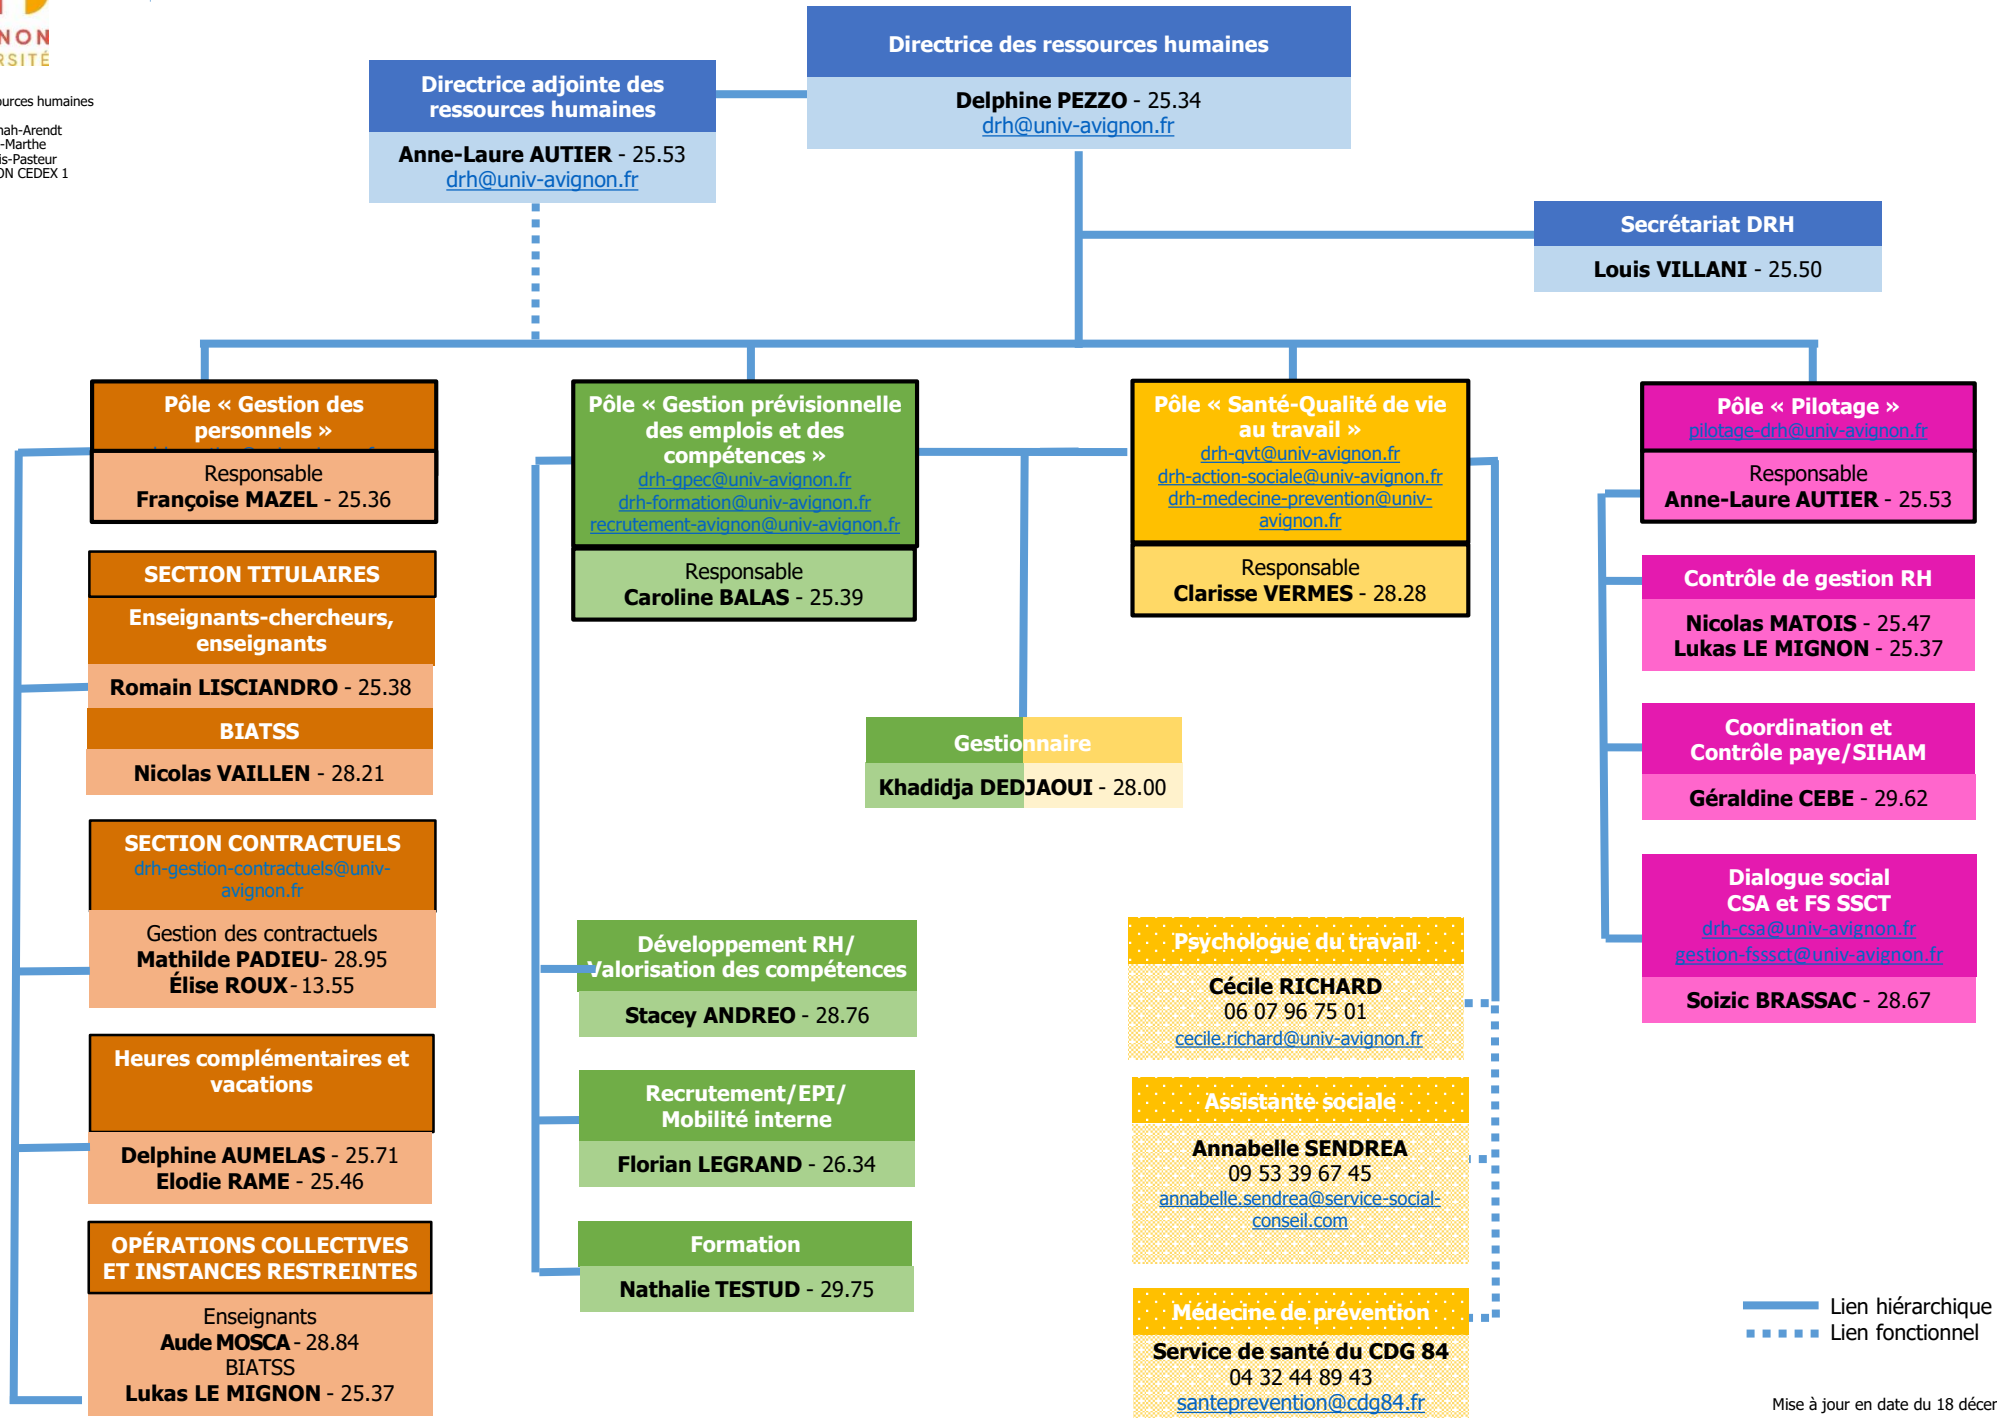 NON
RSITÉ
ources humaines
nah-Arendt
-Marthe
is-Pasteur
ON CEDEX 1
Directrice des ressources humaines
Delphine PEZZO - 25.34
drh@univ-avignon.fr
Directrice adjointe des
ressources humaines
Anne-Laure AUTIER - 25.53
drh@univ-avignon.fr
Secrétariat DRH
Louis VILLANI - 25.50
Pôle « Gestion des
personnels »
Responsable
Françoise MAZEL - 25.36
SECTION TITULAIRES
Enseignants-chercheurs,
enseignants
Romain LISCIANDRO - 25.38
BIATSS
Nicolas VAILLEN - 28.21
SECTION CONTRACTUELS
drh-gestion-contractuels@univ-
avignon.fr
Gestion des contractuels
Mathilde PADIEU- 28.95
Élise ROUX - 13.55
Heures complémentaires et
vacations
Delphine AUMELAS - 25.71
Elodie RAME - 25.46
OPÉRATIONS COLLECTIVES
ET INSTANCES RESTREINTES
Enseignants
Aude MOSCA - 28.84
BIATSS
Lukas LE MIGNON - 25.37
Pôle « Gestion prévisionnelle
des emplois et des
compétences »
drh-gpec@univ-avignon.fr
drh-formation@univ-avignon.fr
recrutement-avignon@univ-avignon.fr
Responsable
Caroline BALAS - 25.39
Gestionnaire
Khadidja DEDJAOUI - 28.00
Développement RH/
Valorisation des compétences
Stacey ANDREO - 28.76
Recrutement/EPI/
Mobilité interne
Florian LEGRAND - 26.34
Formation
Nathalie TESTUD - 29.75
Pôle « Santé-Qualité de vie
au travail »
drh-qvt@univ-avignon.fr
drh-action-sociale@univ-avignon.fr
drh-medecine-prevention@univ-
avignon.fr
Responsable
Clarisse VERMES - 28.28
Psychologue du travail
Cécile RICHARD
06 07 96 75 01
cecile.richard@univ-avignon.fr
Assistante sociale
Annabelle SENDREA
09 53 39 67 45
annabelle.sendrea@service-social-
conseil.com
Médecine de prévention
Service de santé du CDG 84
04 32 44 89 43
santeprevention@cdg84.fr
Pôle « Pilotage »
pilotage-drh@univ-avignon.fr
Responsable
Anne-Laure AUTIER - 25.53
Contrôle de gestion RH
Nicolas MATOIS - 25.47
Lukas LE MIGNON - 25.37
Coordination et
Contrôle paye/SIHAM
Géraldine CEBE - 29.62
Dialogue social
CSA et FS SSCT
drh-csa@univ-avignon.fr
gestion-fsssct@univ-avignon.fr
Soizic BRASSAC - 28.67
Lien hiérarchique
Lien fonctionnel
Mise à jour en date du 18 décem